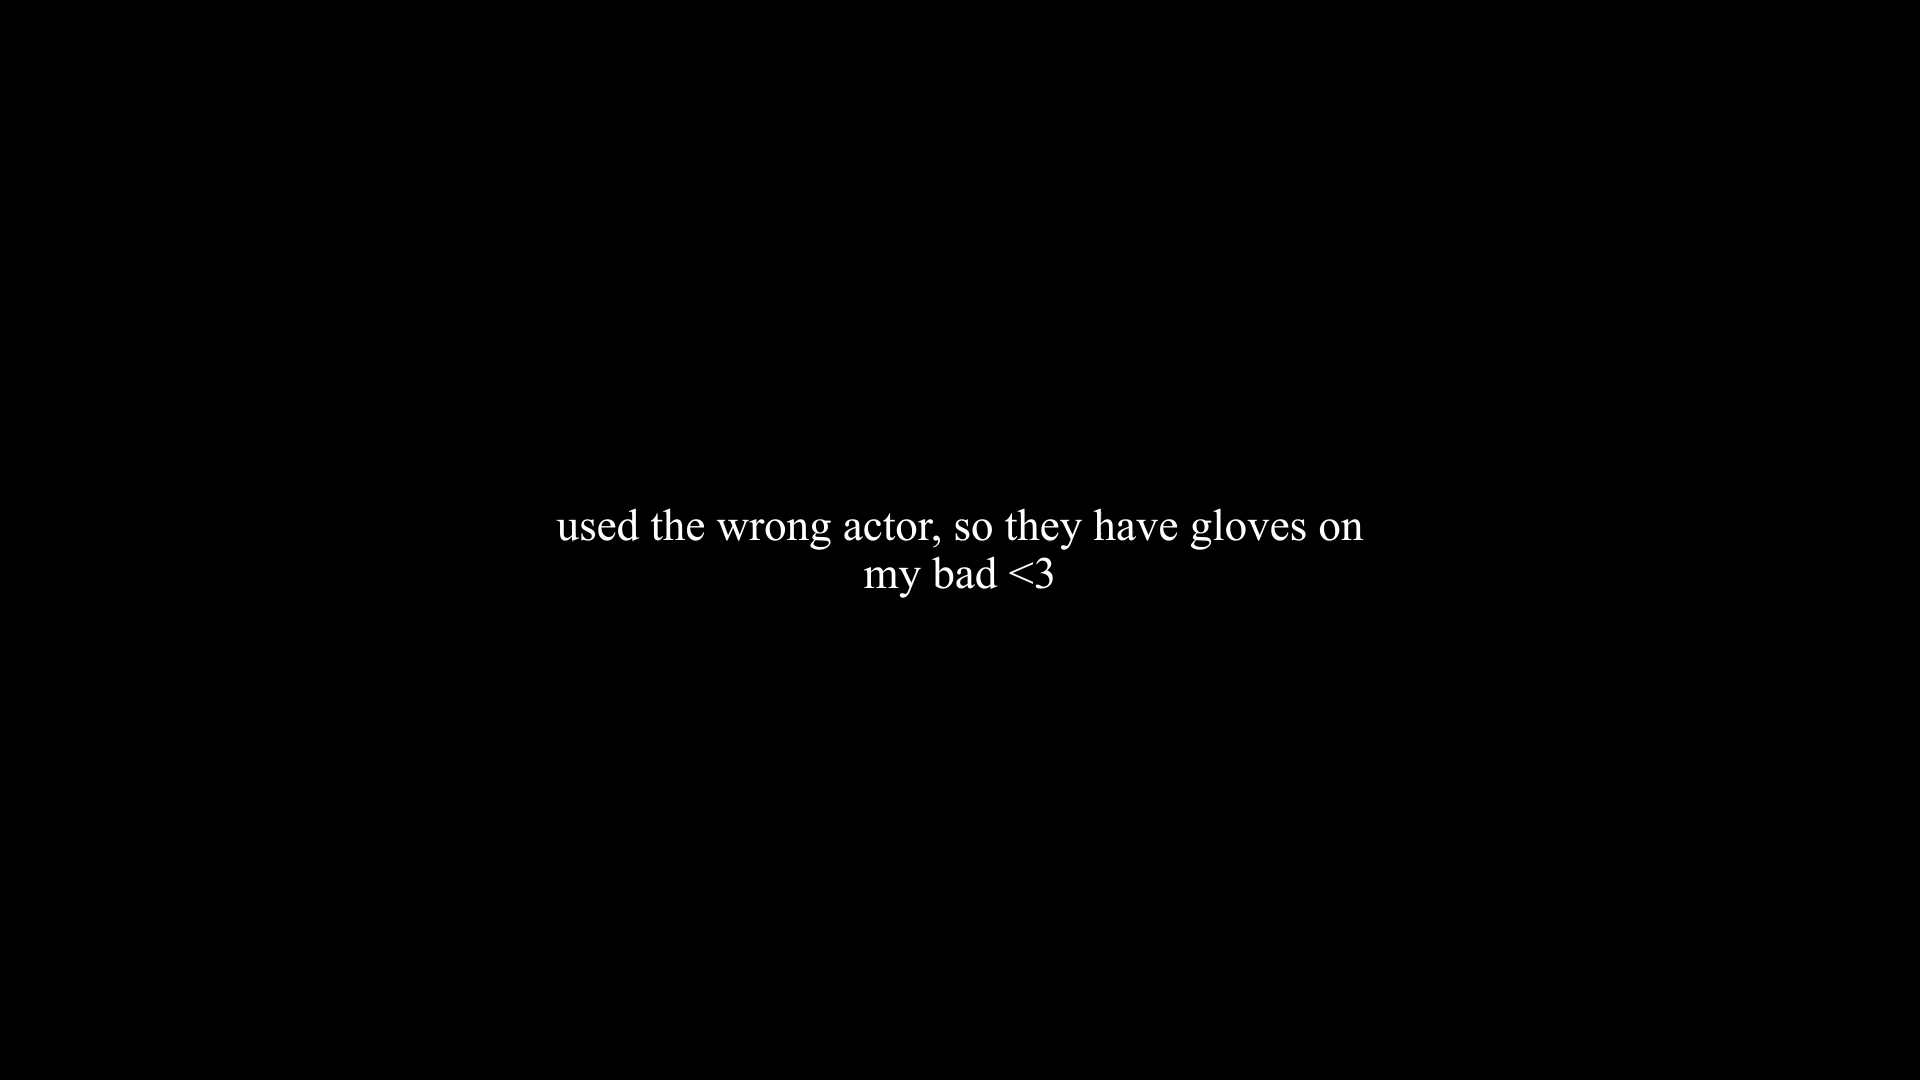 used the wrong actor, so they have gloves on
my bad <3